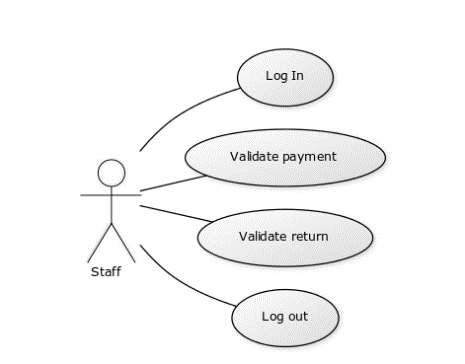 Log In
Validate payment
Validate return
Staff
Log out